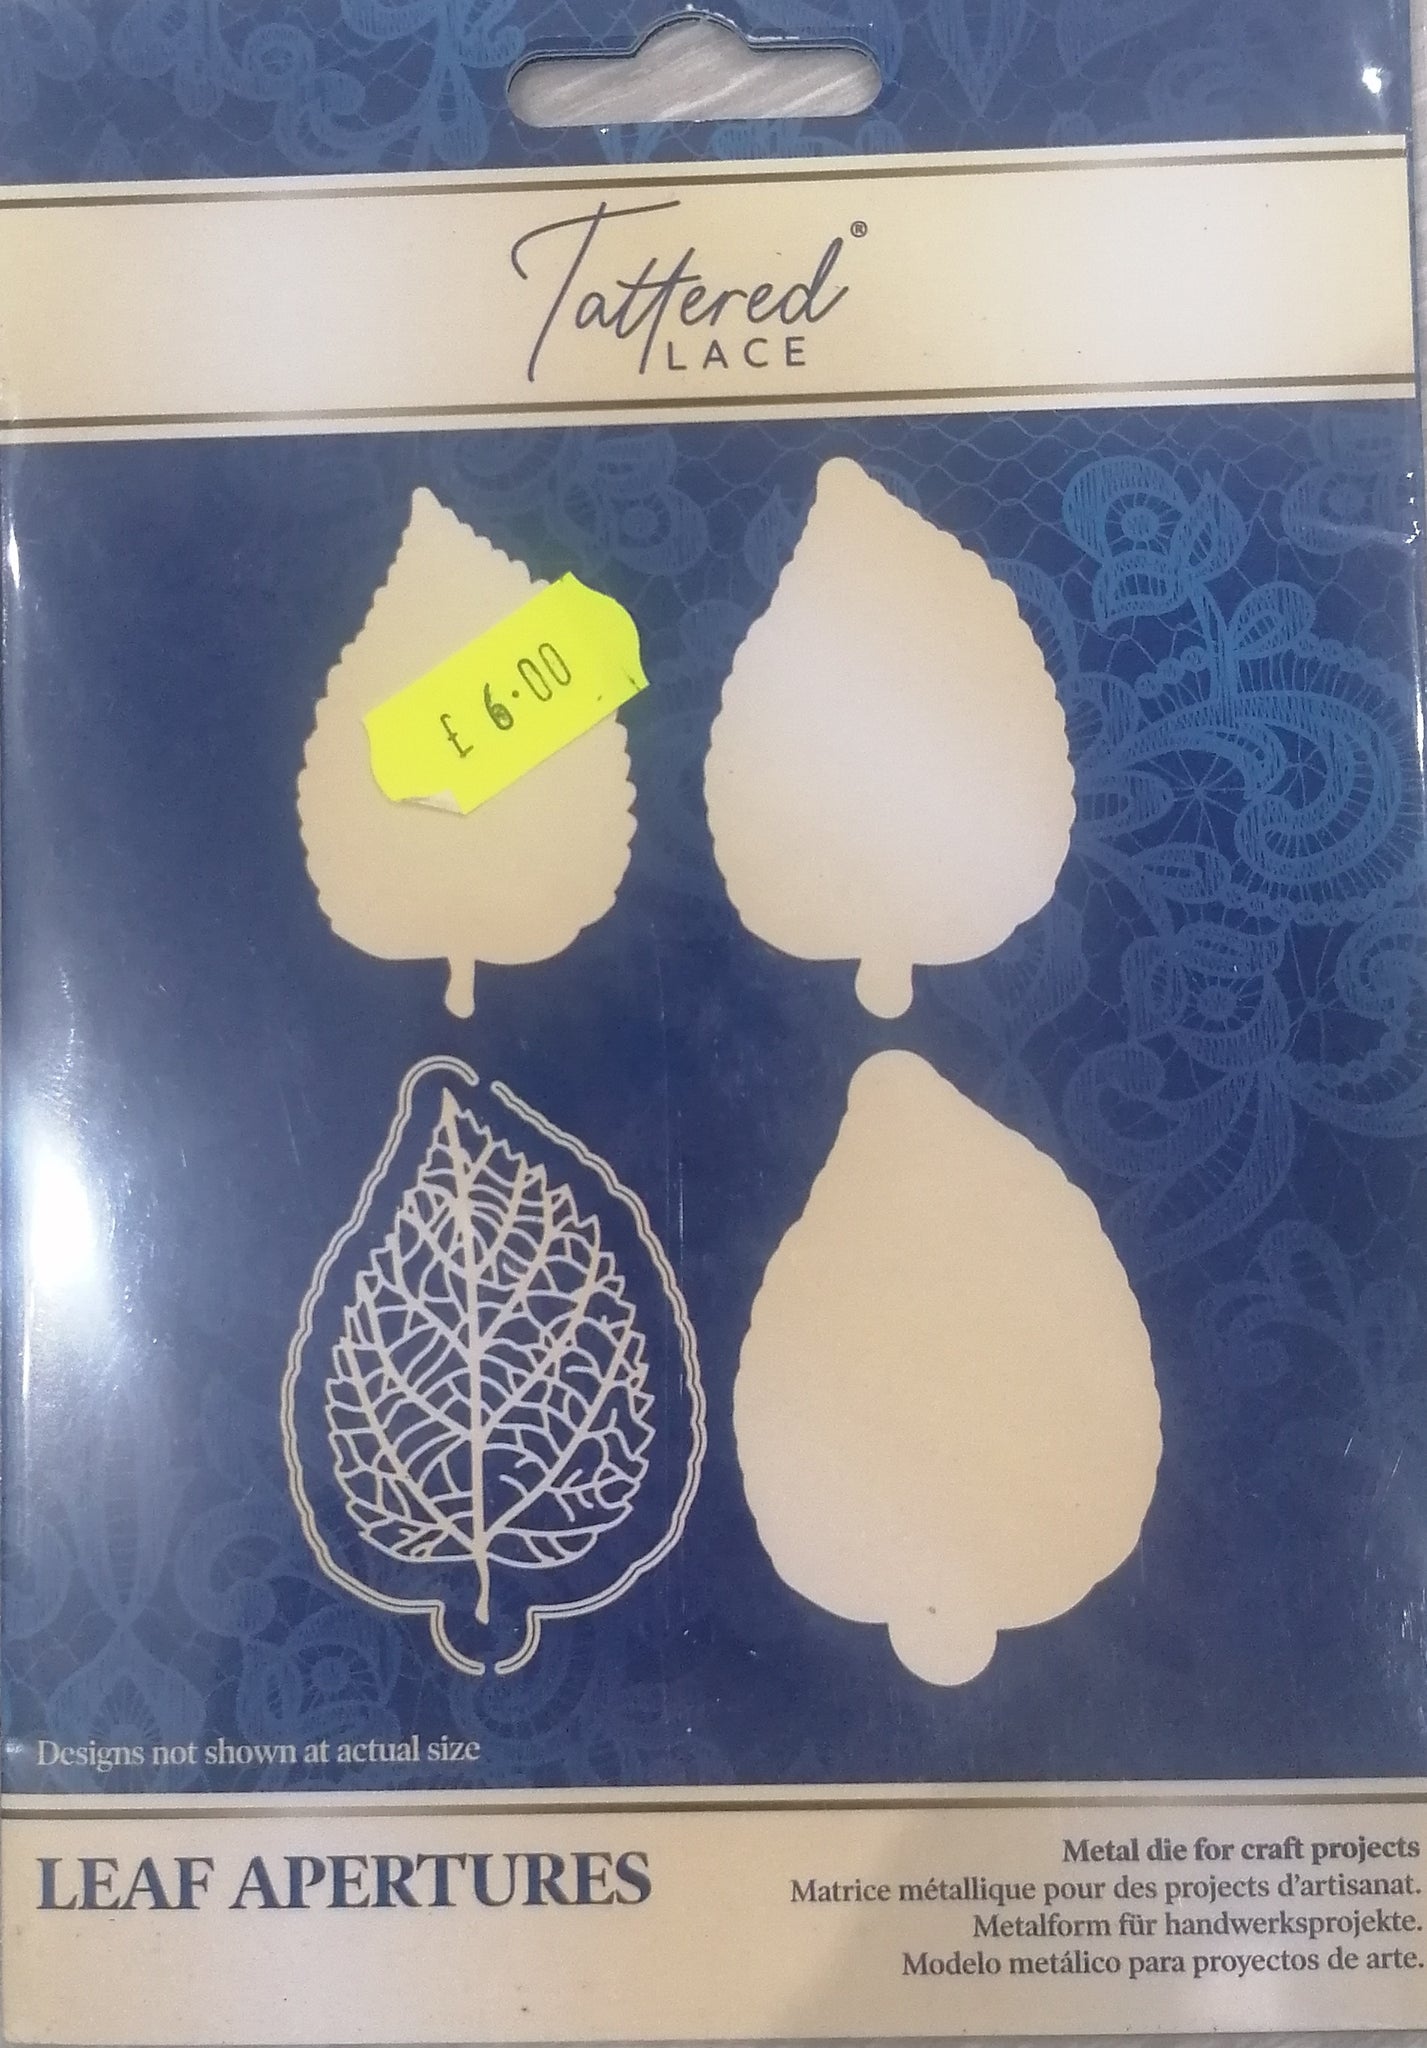 Tattered®
LACE
£ 6.00
Designs not shown at actual size
LEAF APERTURES
Metal die for craft projects
Matrice métallique pour des projects d'artisanat.
Metalform für handwerksprojekte.
Modelo metálico para proyectos de arte.